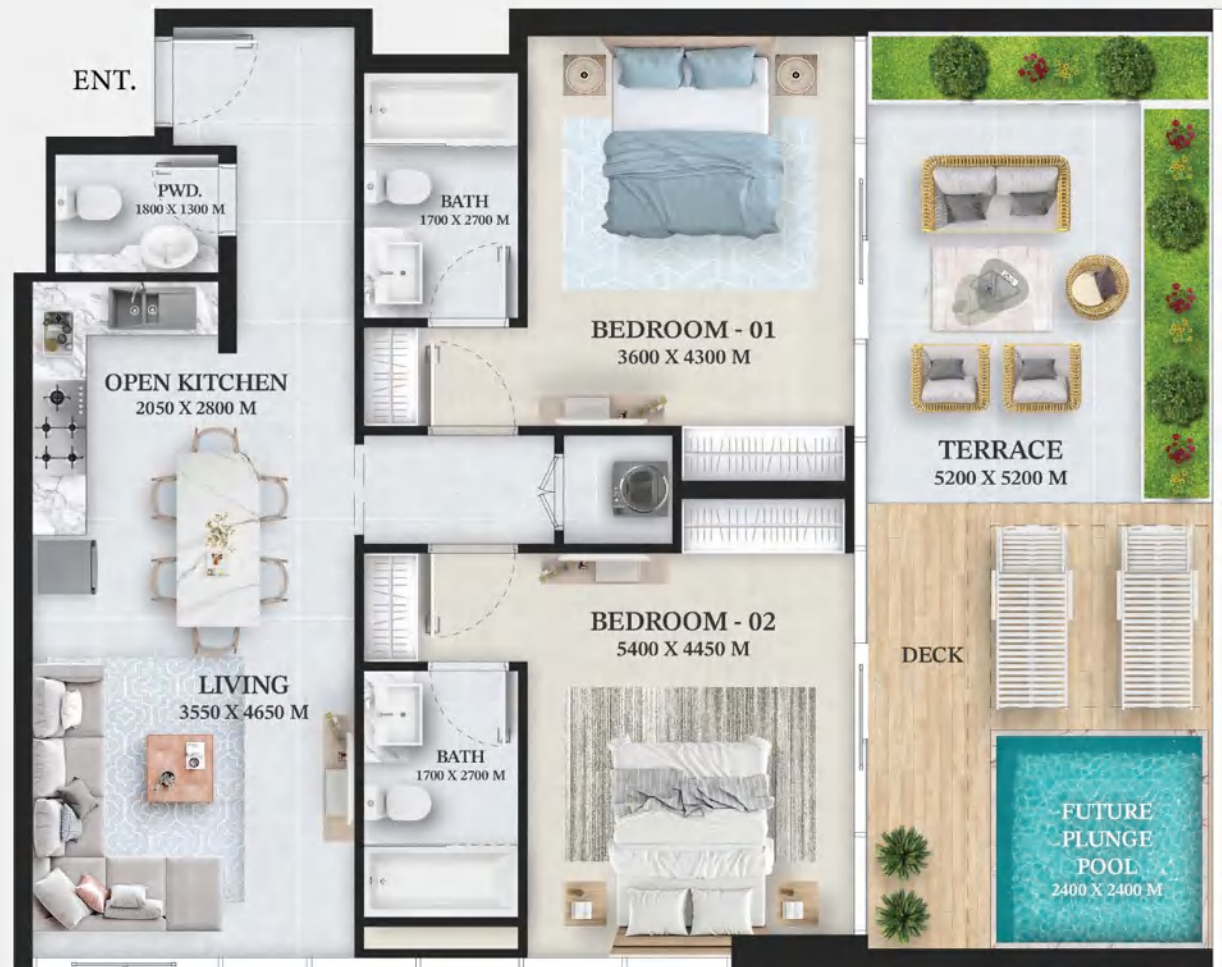 ENT.
PWD.
1800 X 1300 M
BATH
1700 X 2700 M
BEDROOM - 01
3600 X 4300 M
OPEN KITCHEN
2050 X 2800 M
TERRACE
5200 X 5200 M
BEDROOM - 02
5400 X 4450 M
DECK
LIVING
3550 X 4650 M
BATH
1700 X 2700 M
FUTURE
PLUNGE
POOL
2400 X 2400 M